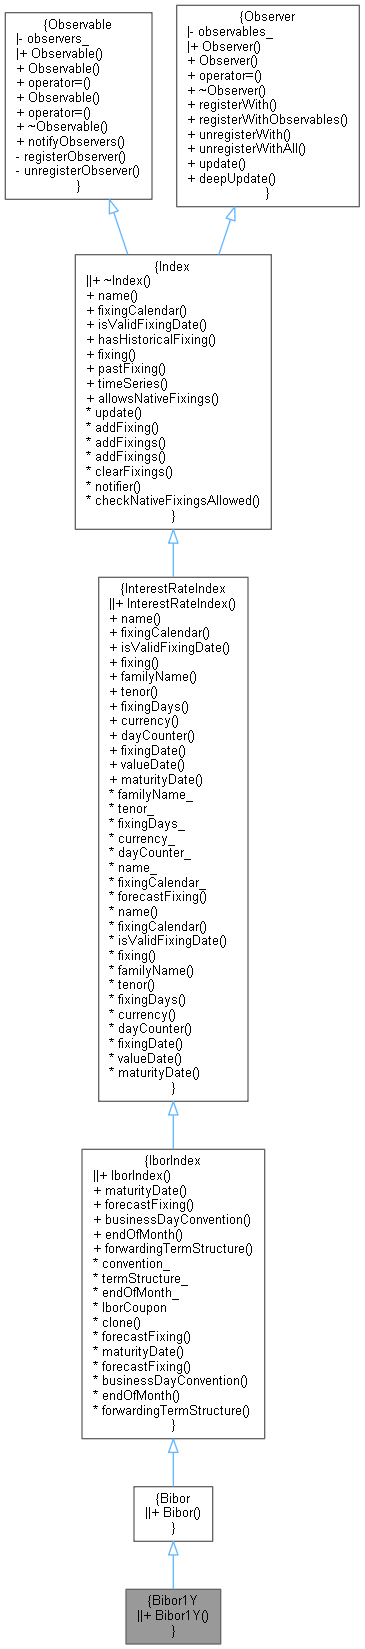 {Observable
|- observers_
|+ Observable()
+ Observable()
+ operator=()
+ Observable()
+ operator=()
+ ~Observable()
+ notifyObservers()
- registerObserver()
- unregisterObserver()
}
{Observer
|- observables_
|+ Observer()
+ Observer()
+ operator=()
+ ~Observer()
+ registerWith()
+ registerWithObservables()
+ unregisterWith()
+ unregisterWithAll()
+ update()
+ deepUpdate()
}
{Index
||+ ~Index()
+ name()
+ fixingCalendar()
+ isValidFixingDate()
+ hasHistoricalFixing()
+ fixing()
+ pastFixing()
+ timeSeries()
+ allowsNativeFixings()
* update()
* addFixing()
* addFixings()
* addFixings()
* clearFixings()
* notifier()
* checkNativeFixingsAllowed()
}
{InterestRateIndex
||+ InterestRateIndex()
+ name()
+ fixingCalendar()
+ isValidFixingDate()
+ fixing()
+ familyName()
+ tenor()
+ fixingDays()
+ currency()
+ dayCounter()
+ fixingDate()
+ valueDate()
+ maturityDate()
* familyName_
* tenor_
* fixingDays_
* currency_
* dayCounter_
* name_
* fixingCalendar_
* forecastFixing()
* name()
* fixingCalendar()
* isValidFixingDate()
* fixing()
* familyName()
* tenor()
* fixingDays()
* currency()
* dayCounter()
* fixingDate()
* valueDate()
* maturityDate()
}
{IborIndex
||+ IborIndex()
+ maturityDate()
+ forecastFixing()
+ businessDayConvention()
+ endOfMonth()
+ forwardingTermStructure()
* convention_
* termStructure_
* endOfMonth_
* IborCoupon
* clone()
* forecastFixing()
* maturityDate()
* forecastFixing()
* businessDayConvention()
* endOfMonth()
* forwardingTermStructure()
}
{Bibor
||+ Bibor()
}
{Bibor1Y
||+ Bibor1Y()
}